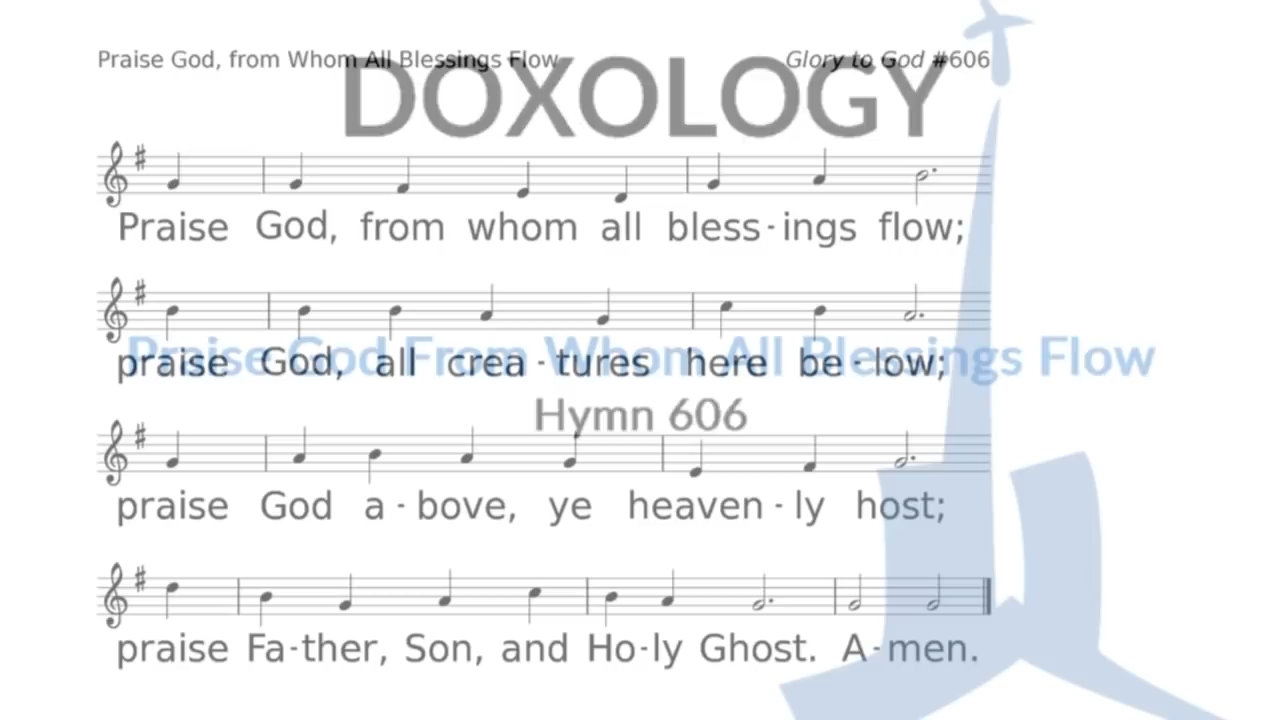 Praise God, from Whom All Blessings Flow
Glory to God #606
DOXOLOGY
Praise God, from whom all bless - ings flow;
praise God, all crea - tures here be - low;
Praise God From Whom All Blessings Flow
Hymn 606
praise God a - bove, ye heaven - ly host;
praise Fa - ther, Son, and Ho - ly Ghost. A - men.